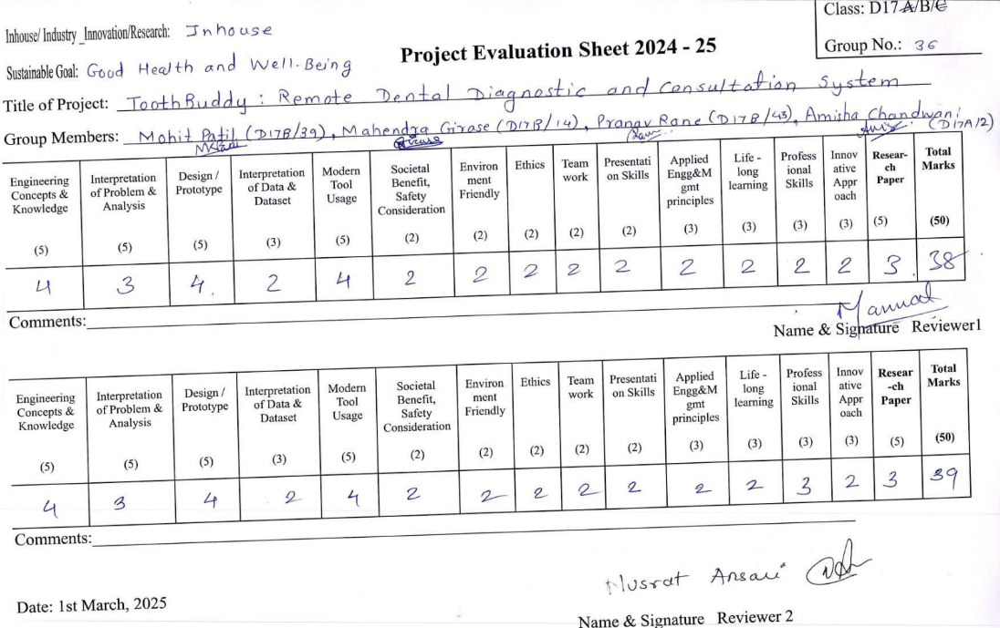 Class: D17 A/B/C
Inhouse/ Industry _Innovation/Research: Inhouse
Project Evaluation Sheet 2024 - 25
Group No.: 36
Sustainable Goal: Good Health and Well-Being
Title of Project: ToothBuddy : Remote Dental Diagnostic and Consultation System
Group Members: Mohit Patil (D17B/39), Mahendra Girase (D17B/14), Pranav Rane (D17B/43), Amisha Chandwani (D17A/12)
Engineering Concepts & Knowledge (5) Interpretation of Problem & Analysis (5) Design / Prototype (5) Interpretation of Data & Dataset (3) Modern Tool Usage (5) Societal Benefit, Safety Consideration (2) Environ ment Friendly (2) Ethics (2) Team work (2) Presentati on Skills (2) Applied Engg&M gmt principles (3) Life - long learning (3) Profess ional Skills (3) Innov ative Appr oach (3) Resear- ch Paper (5) Total Marks (50)
4 3 4. 2 4 2 2 2 2 2 2 2 2 2 3. 38
Comments:
Name & Signature Reviewer1
Engineering Concepts & Knowledge (5) Interpretation of Problem & Analysis (5) Design / Prototype (5) Interpretation of Data & Dataset (3) Modern Tool Usage (5) Societal Benefit, Safety Consideration (2) Environ ment Friendly (2) Ethics (2) Team work (2) Presentati on Skills (2) Applied Engg&M gmt principles (3) Life - long learning (3) Profess ional Skills (3) Innov ative Appr oach (3) Resear -ch Paper (5) Total Marks (50)
4 3 4 2 4 2 2 2 2 2 2 2 3 2 3 39
Comments:
Nusrat Ansari
Date: 1st March, 2025
Name & Signature Reviewer 2